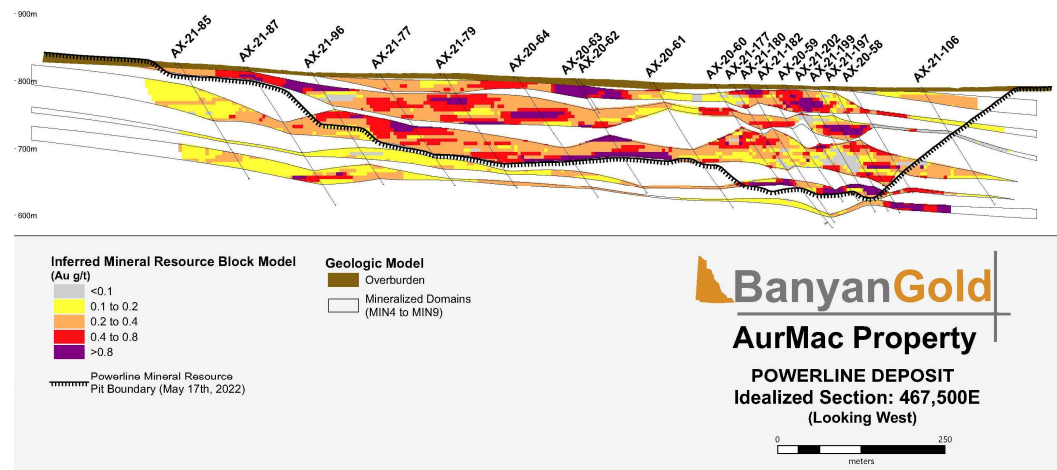 900m
800m
700m
600m
AX-21-85
AX-21-87
AX-21-96
AX-21-77
AX-21-79
AX-20-64
AX-20-63
AX-20-62
AX-20-61
AX-20-60
AX-21-177
AX-21-180
AX-21-182
AX-20-59
AX-21-202
AX-21-199
AX-21-197
AX-20-58
AX-21-106
Inferred Mineral Resource Block Model
(Au g/t)
<0.1
0.1 to 0.2
0.2 to 0.4
0.4 to 0.8
>0.8
Powerline Mineral Resource
Pit Boundary (May 17th, 2022)
Geologic Model
Overburden
Mineralized Domains
(MIN4 to MIN9)
BanyanGold
AurMac Property
POWERLINE DEPOSIT
Idealized Section: 467,500E
(Looking West)
0 250
meters